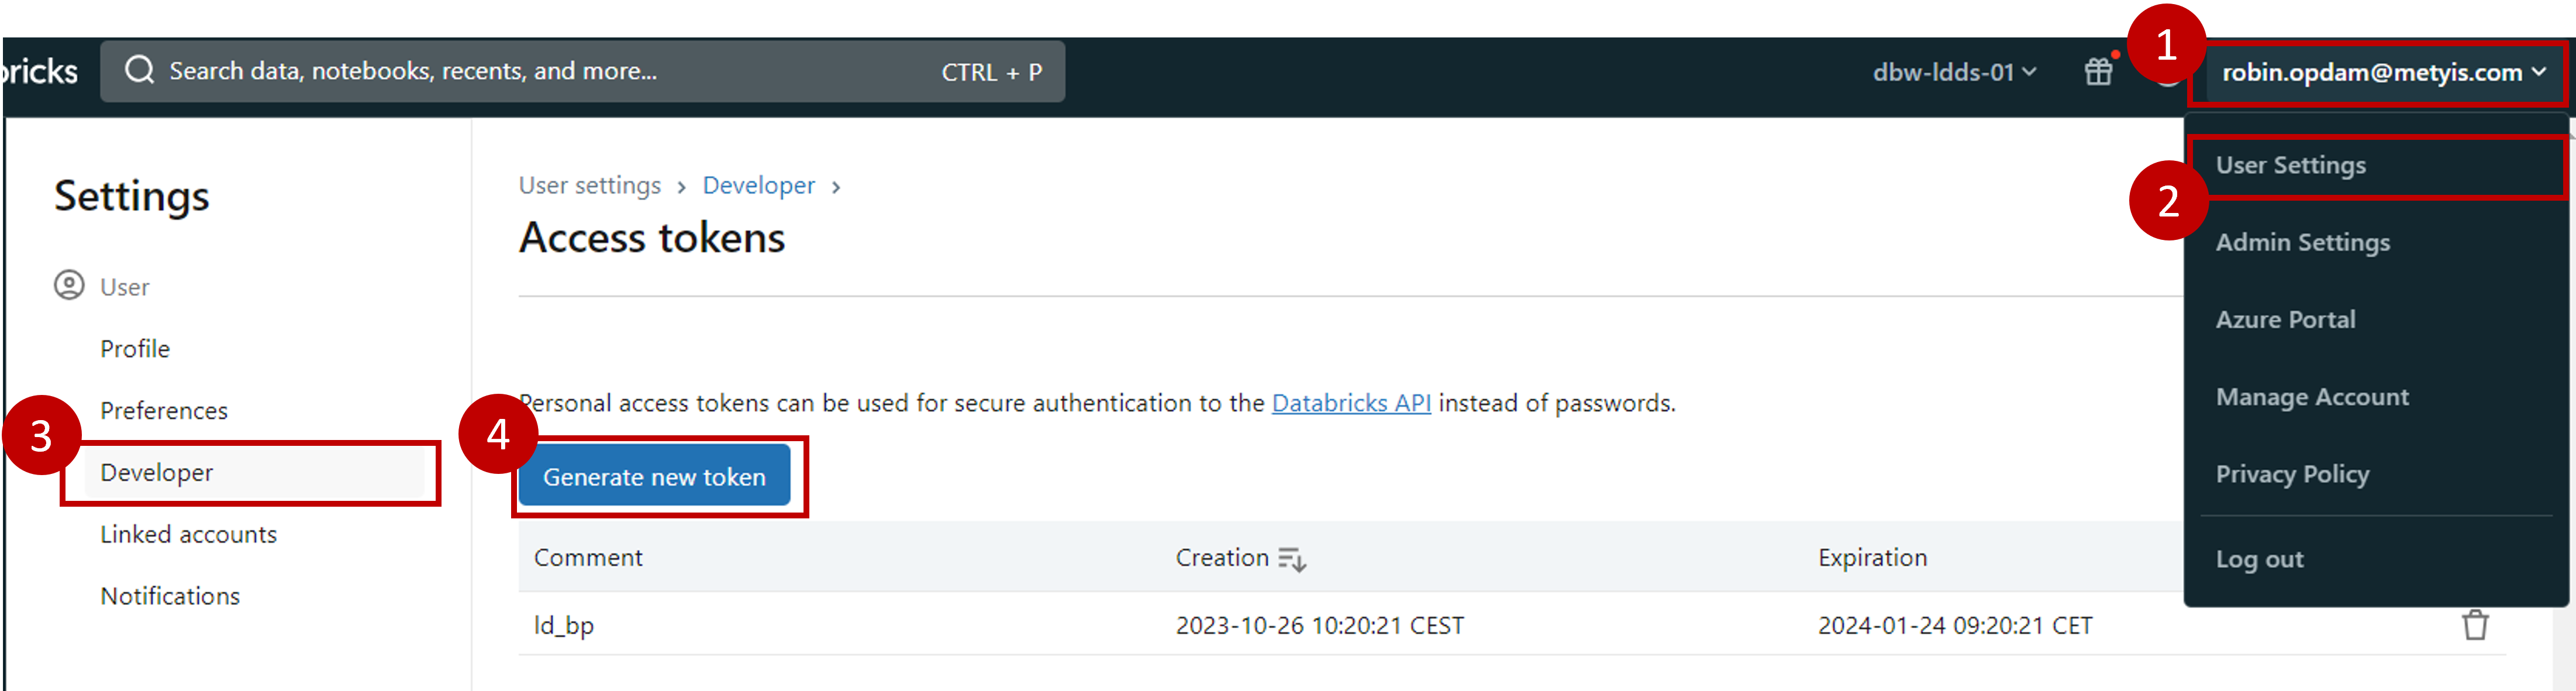 bricks
Search data, notebooks, recents, and more...
CTRL + P
dbw-ldds-01
1
robin.opdam@metyis.com
2
User Settings
Admin Settings
Azure Portal
Manage Account
Privacy Policy
Log out
Settings
User
Profile
Preferences
3
Developer
Linked accounts
Notifications
User settings › Developer ›
Access tokens
Personal access tokens can be used for secure authentication to the Databricks API instead of passwords.
4
Generate new token
Comment Creation Expiration
ld_bp 2023-10-26 10:20:21 CEST 2024-01-24 09:20:21 CET